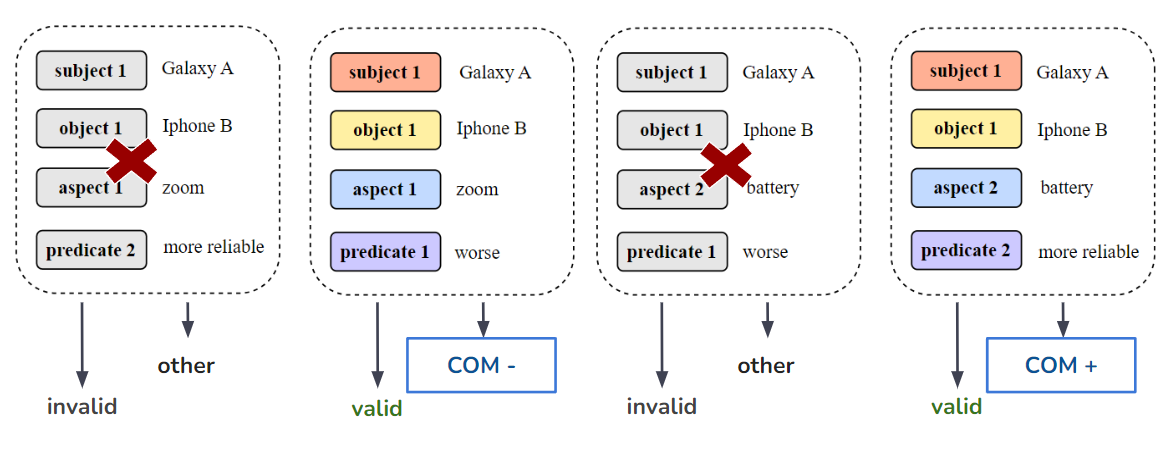 subject 1 Galaxy A
object 1 Iphone B
aspect 1 zoom
predicate 2 more reliable
other
invalid
subject 1 Galaxy A
object 1 Iphone B
aspect 1 zoom
predicate 1 worse
COM -
valid
subject 1 Galaxy A
object 1 Iphone B
aspect 2 battery
predicate 1 worse
other
invalid
subject 1 Galaxy A
object 1 Iphone B
aspect 2 battery
predicate 2 more reliable
COM +
valid